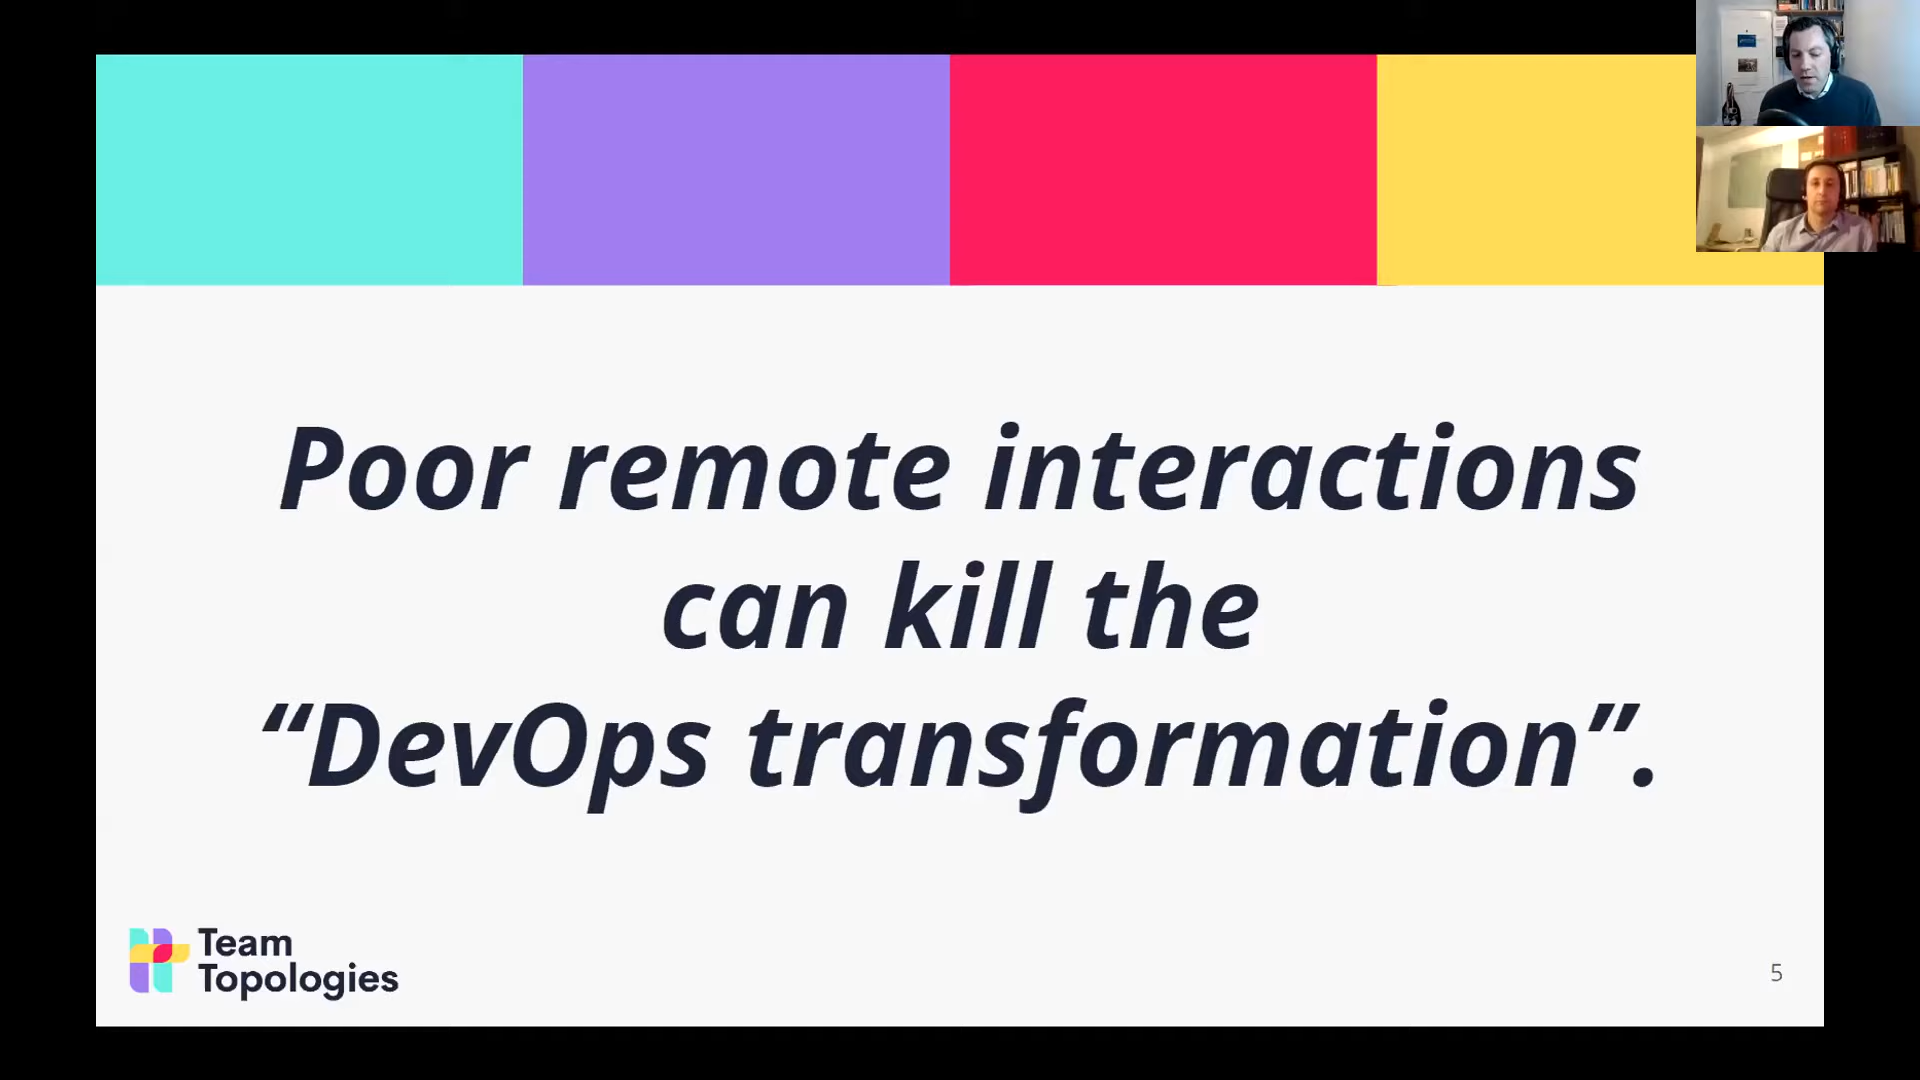 Poor remote interactions
can kill the
“DevOps transformation”.
Team
Topologies
5